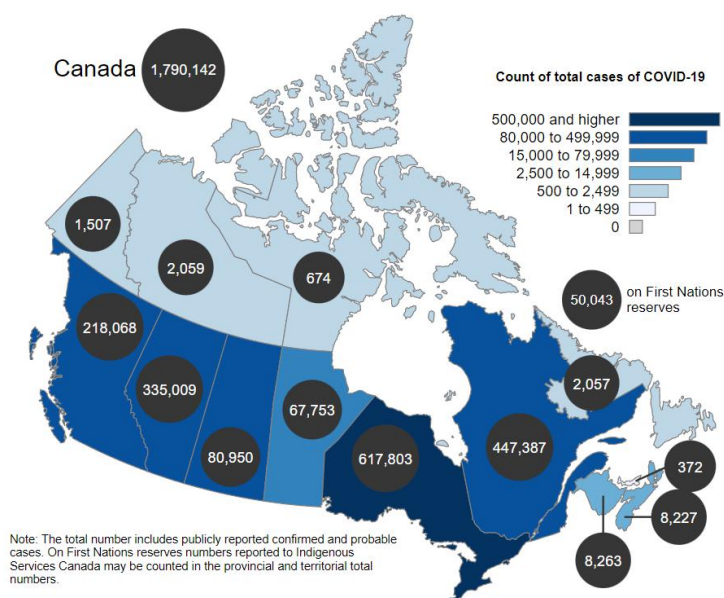 Canada
1,790,142
Count of total cases of COVID-19
500,000 and higher
80,000 to 499,999
15,000 to 79,999
2,500 to 14,999
500 to 2,499
1 to 499
0
1,507
2,059
674
50,043
on First Nations
reserves
218,068
335,009
80,950
67,753
617,803
447,387
2,057
372
8,227
8,263
Note: The total number includes publicly reported confirmed and probable
cases. On First Nations reserves numbers reported to Indigenous
Services Canada may be counted in the provincial and territorial total
numbers.